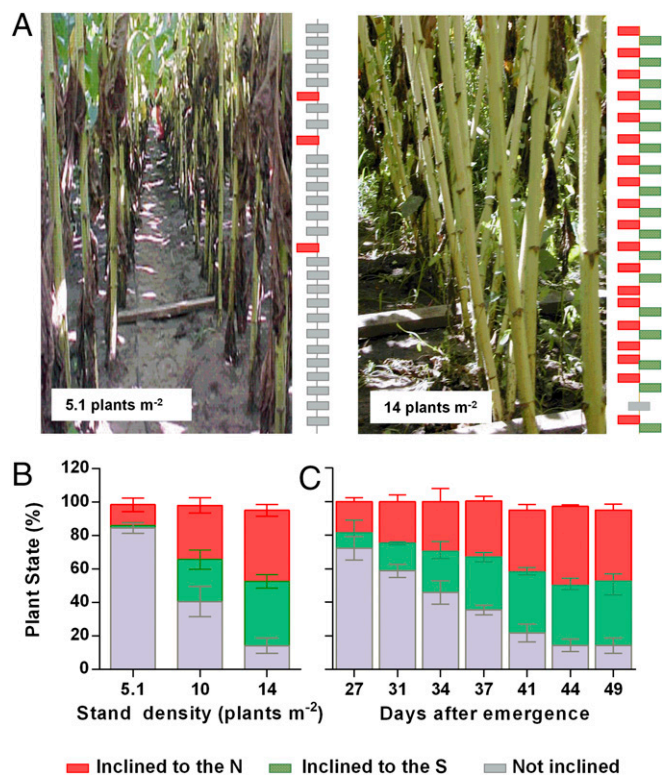 A
5.1 plants m⁻²
14 plants m⁻²
B
C
Plant State (%)
120
100
80
60
40
20
0
5.1 10 14
27 31 34 37 41 44 49
Stand density (plants m⁻²)
Days after emergence
Inclined to the N
Inclined to the S
Not inclined